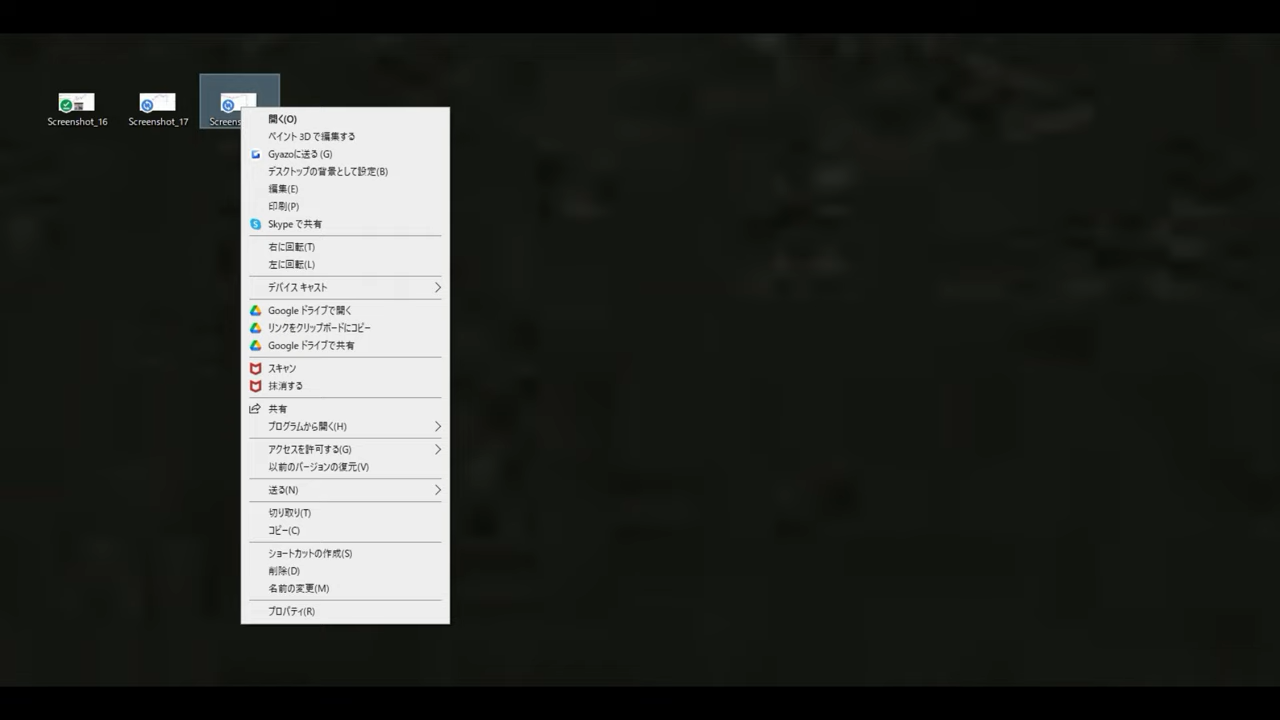 Screenshot_16
Screenshot_17
Screens
開く(O)
ペイント 3D で編集する
Gyazoに送る (G)
デスクトップの背景として設定(B)
編集(E)
印刷(P)
Skype で共有
右に回転(T)
左に回転(L)
デバイス キャスト
Google ドライブで開く
リンクをクリップボードにコピー
Google ドライブで共有
スキャン
抹消する
共有
プログラムから開く(H)
アクセスを許可する(G)
以前のバージョンの復元(V)
送る(N)
切り取り(T)
コピー(C)
ショートカットの作成(S)
削除(D)
名前の変更(M)
プロパティ(R)